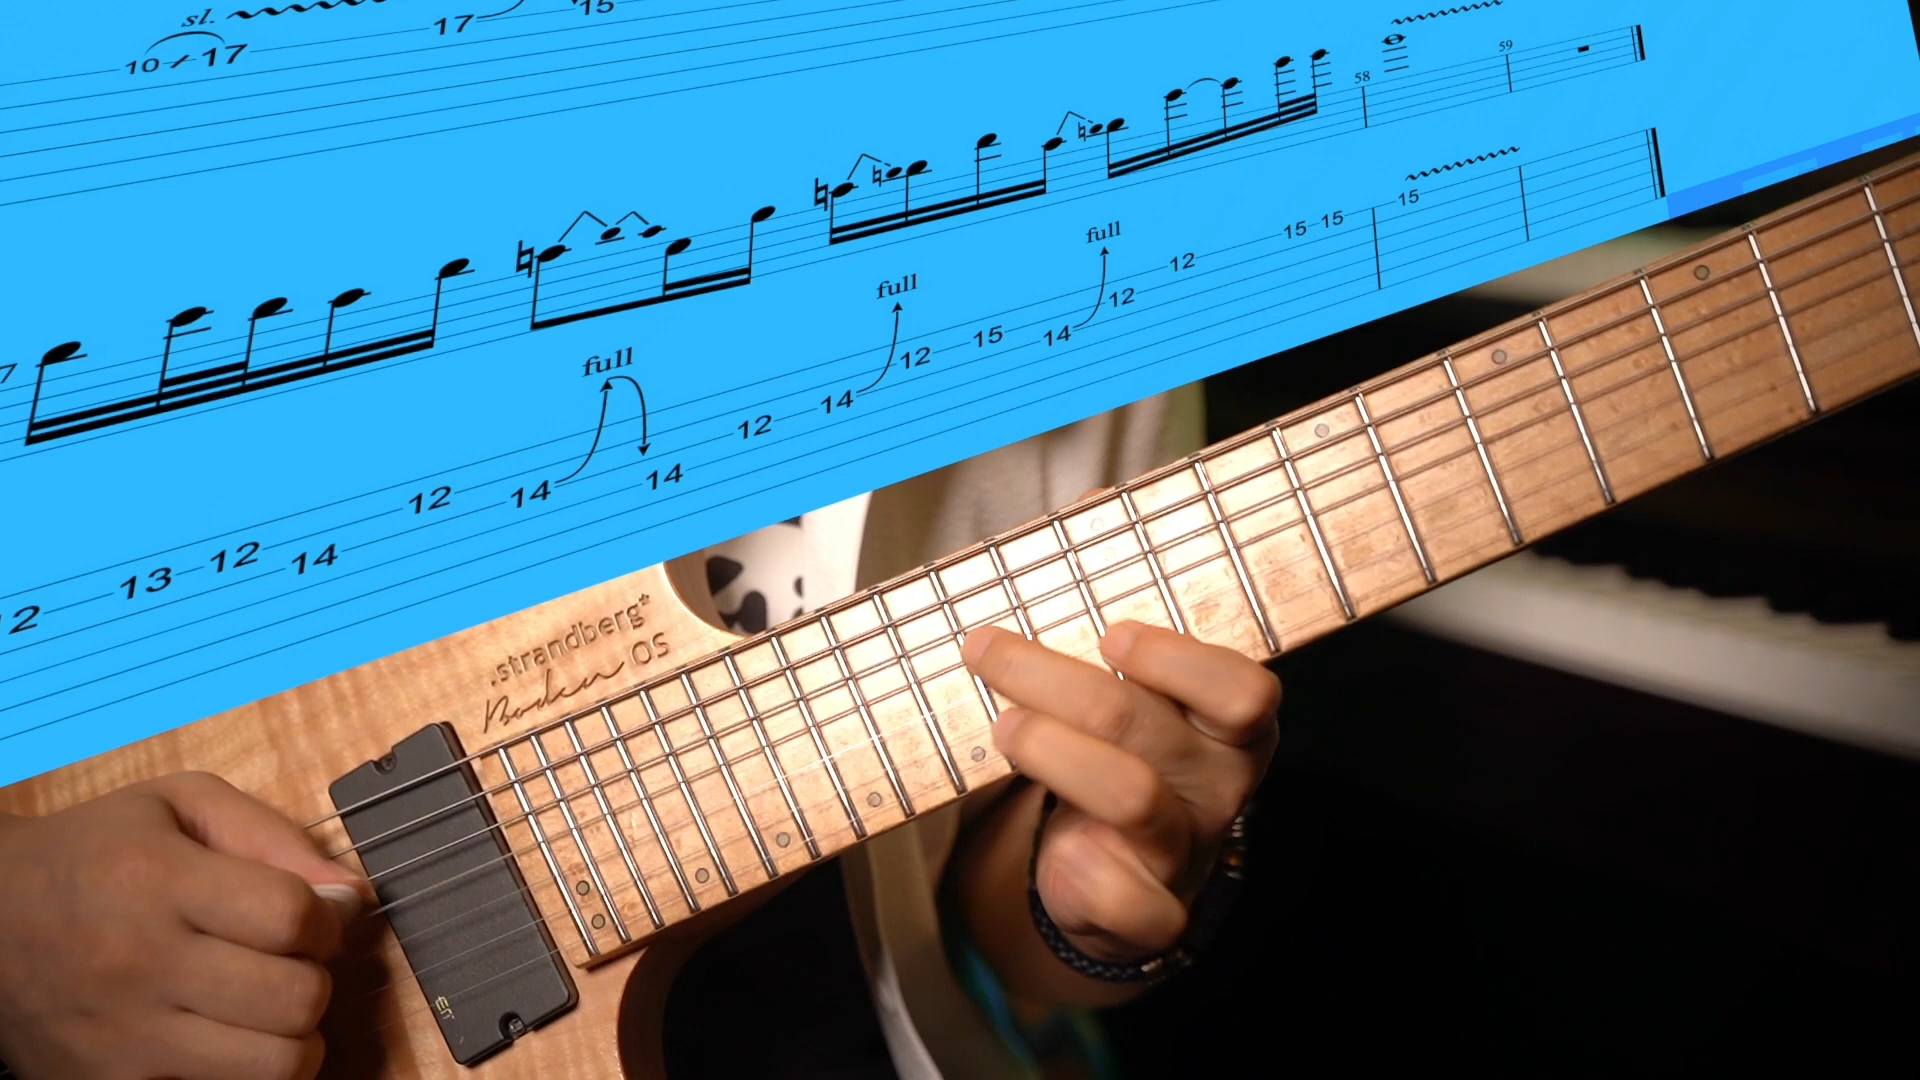 sl.
10 17
17
15
58
59
7
full
full
full
2 13 12 14 12 14 14 12 14 12 15 14 12 12 15 15 15
.strandberg*
Boden OS